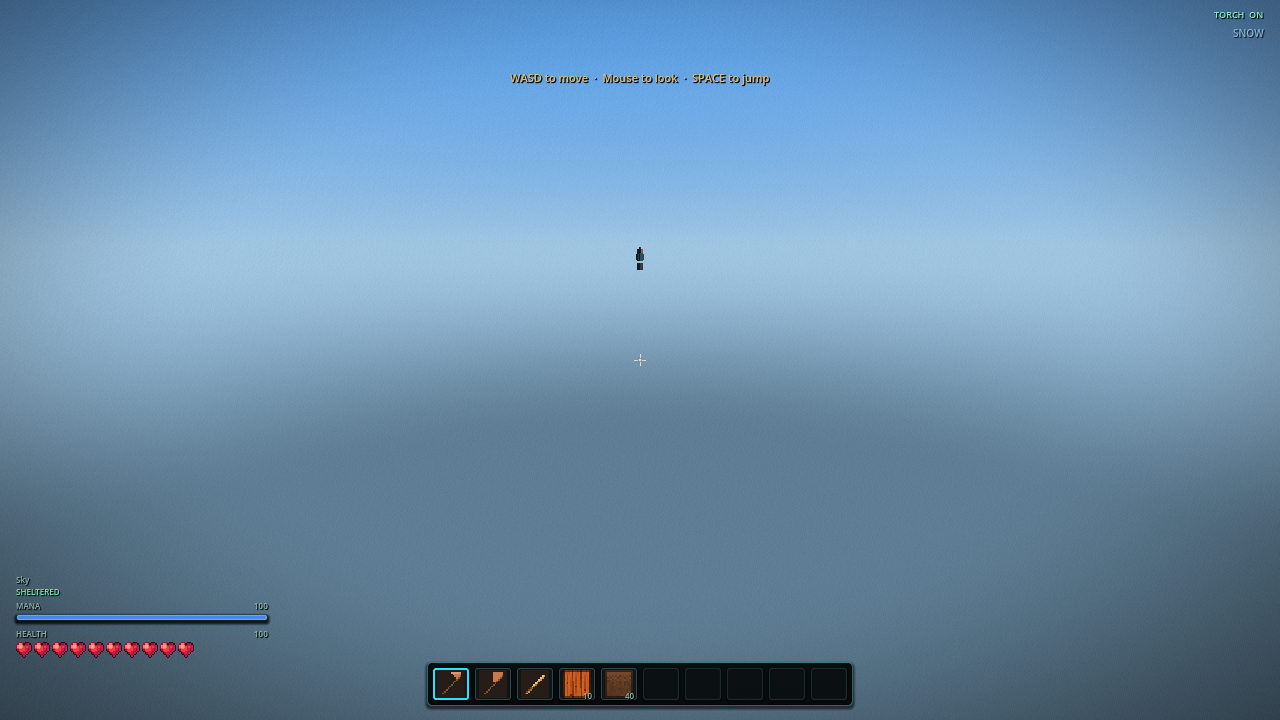 TORCH ON
SNOW
WASD to move · Mouse to look · SPACE to jump
Sky
SHELTERED
MANA 100
HEALTH 100
10 40